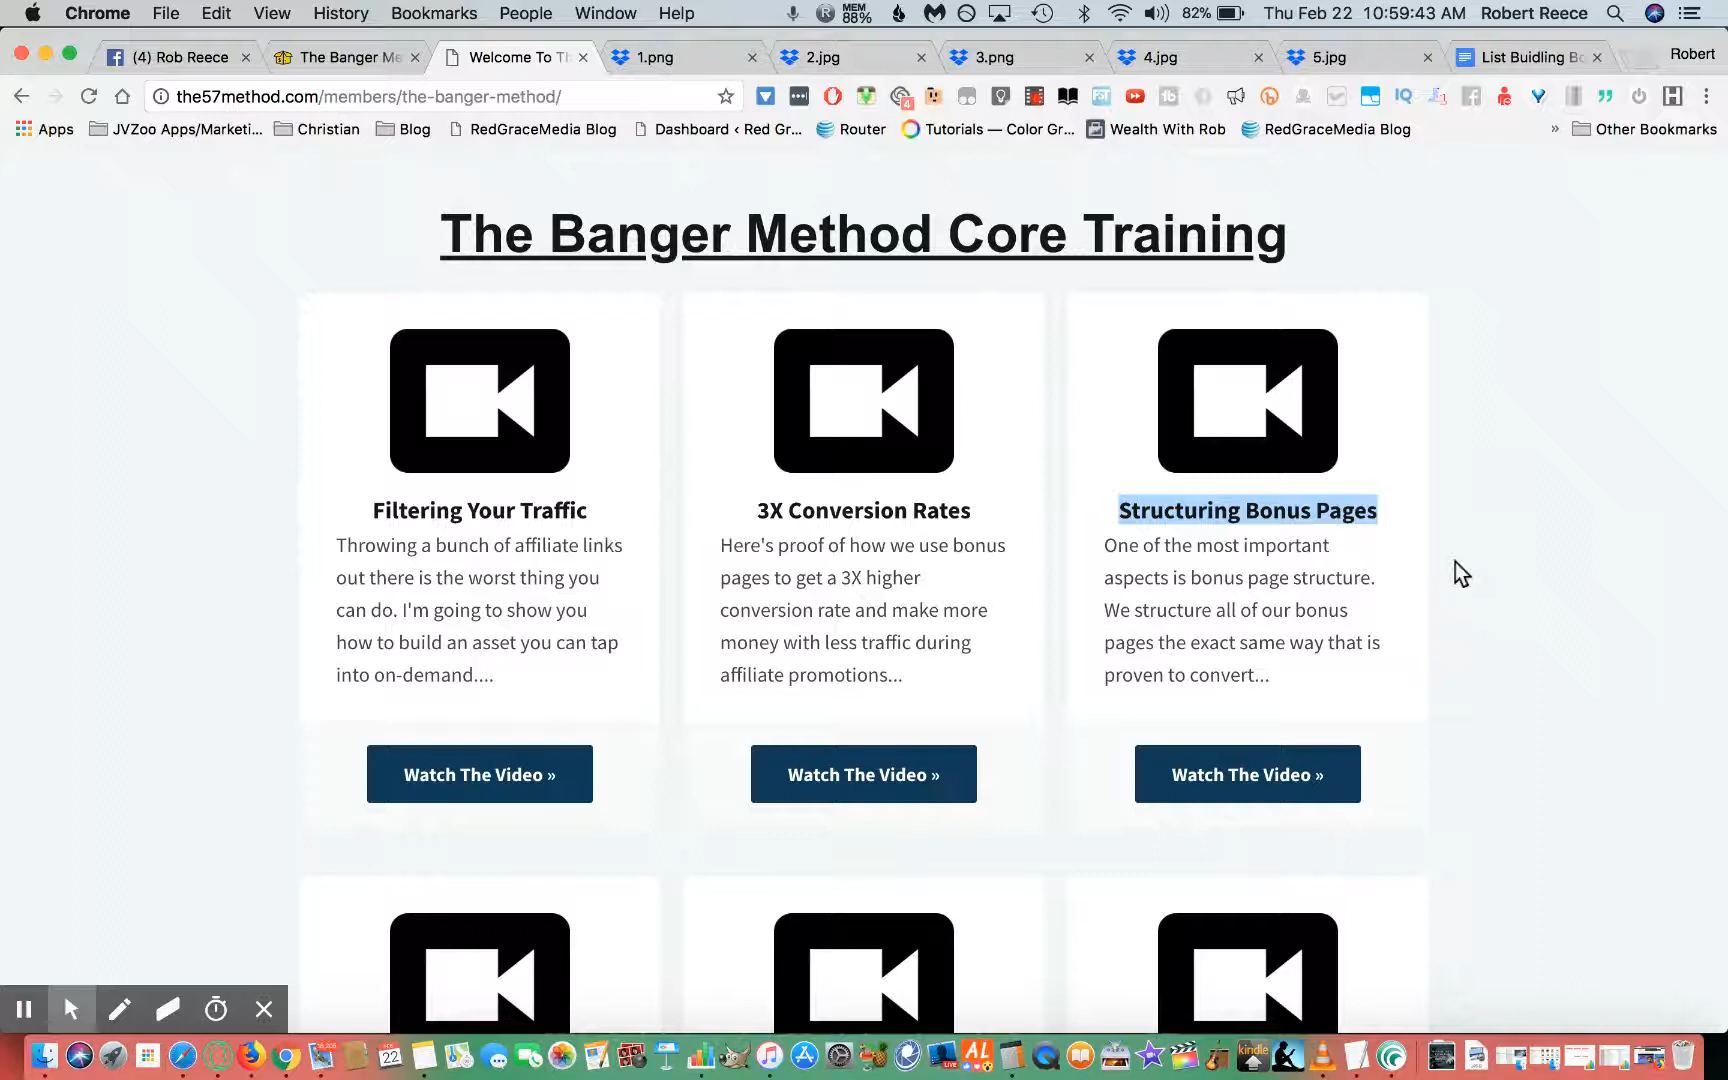 Chrome File Edit View History Bookmarks People Window Help MEM 88% 82% Thu Feb 22 10:59:43 AM Robert Reece
(4) Rob Reece The Banger Me Welcome To Th 1.png 2.jpg 3.png 4.jpg 5.jpg List Buidling Bo Robert
the57method.com/members/the-banger-method/
Apps JVZoo Apps/Marketi... Christian Blog RedGraceMedia Blog Dashboard ‹ Red Gr... Router Tutorials — Color Gr... Wealth With Rob RedGraceMedia Blog » Other Bookmarks
The Banger Method Core Training
Filtering Your Traffic
Throwing a bunch of affiliate links
out there is the worst thing you
can do. I'm going to show you
how to build an asset you can tap
into on-demand....
Watch The Video »
3X Conversion Rates
Here's proof of how we use bonus
pages to get a 3X higher
conversion rate and make more
money with less traffic during
affiliate promotions...
Watch The Video »
Structuring Bonus Pages
One of the most important
aspects is bonus page structure.
We structure all of our bonus
pages the exact same way that is
proven to convert...
Watch The Video »